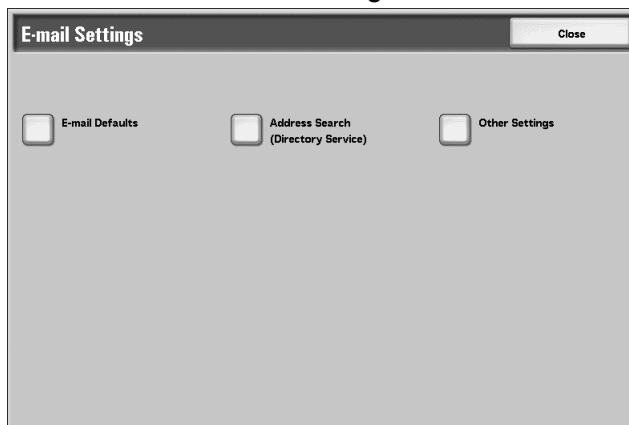 E-mail Settings
Close
E-mail Defaults
Address Search
(Directory Service)
Other Settings